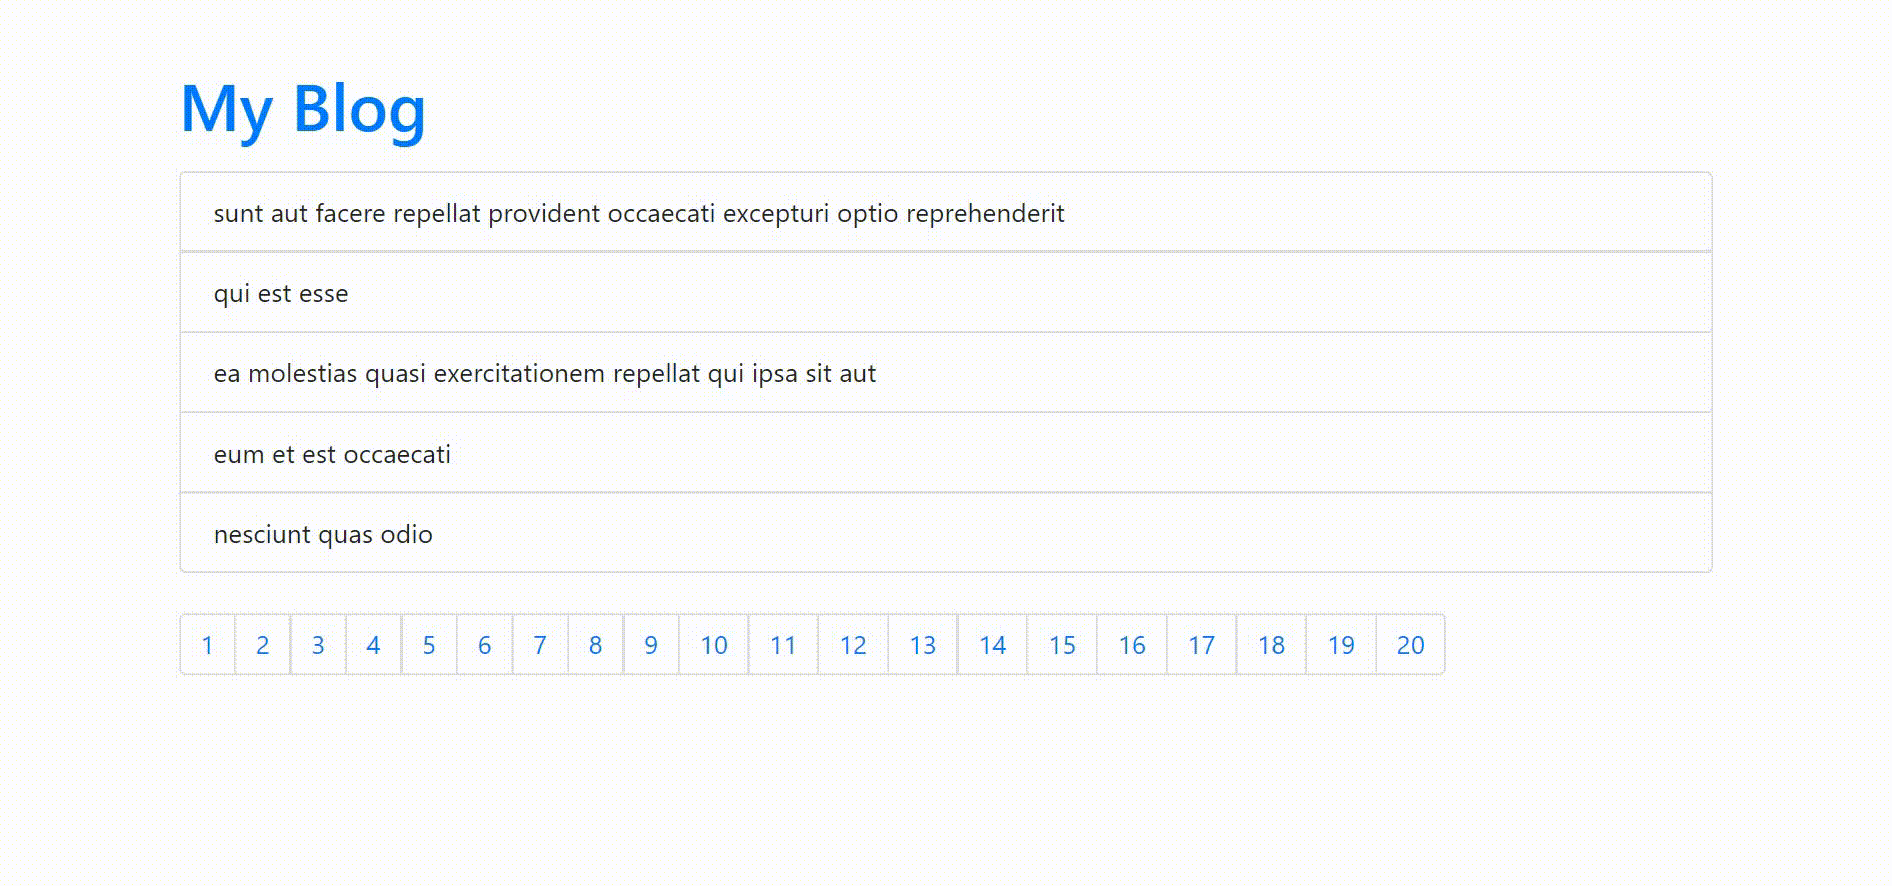 My Blog
sunt aut facere repellat provident occaecati excepturi optio reprehenderit
qui est esse
ea molestias quasi exercitationem repellat qui ipsa sit aut
eum et est occaecati
nesciunt quas odio
1 2 3 4 5 6 7 8 9 10 11 12 13 14 15 16 17 18 19 20